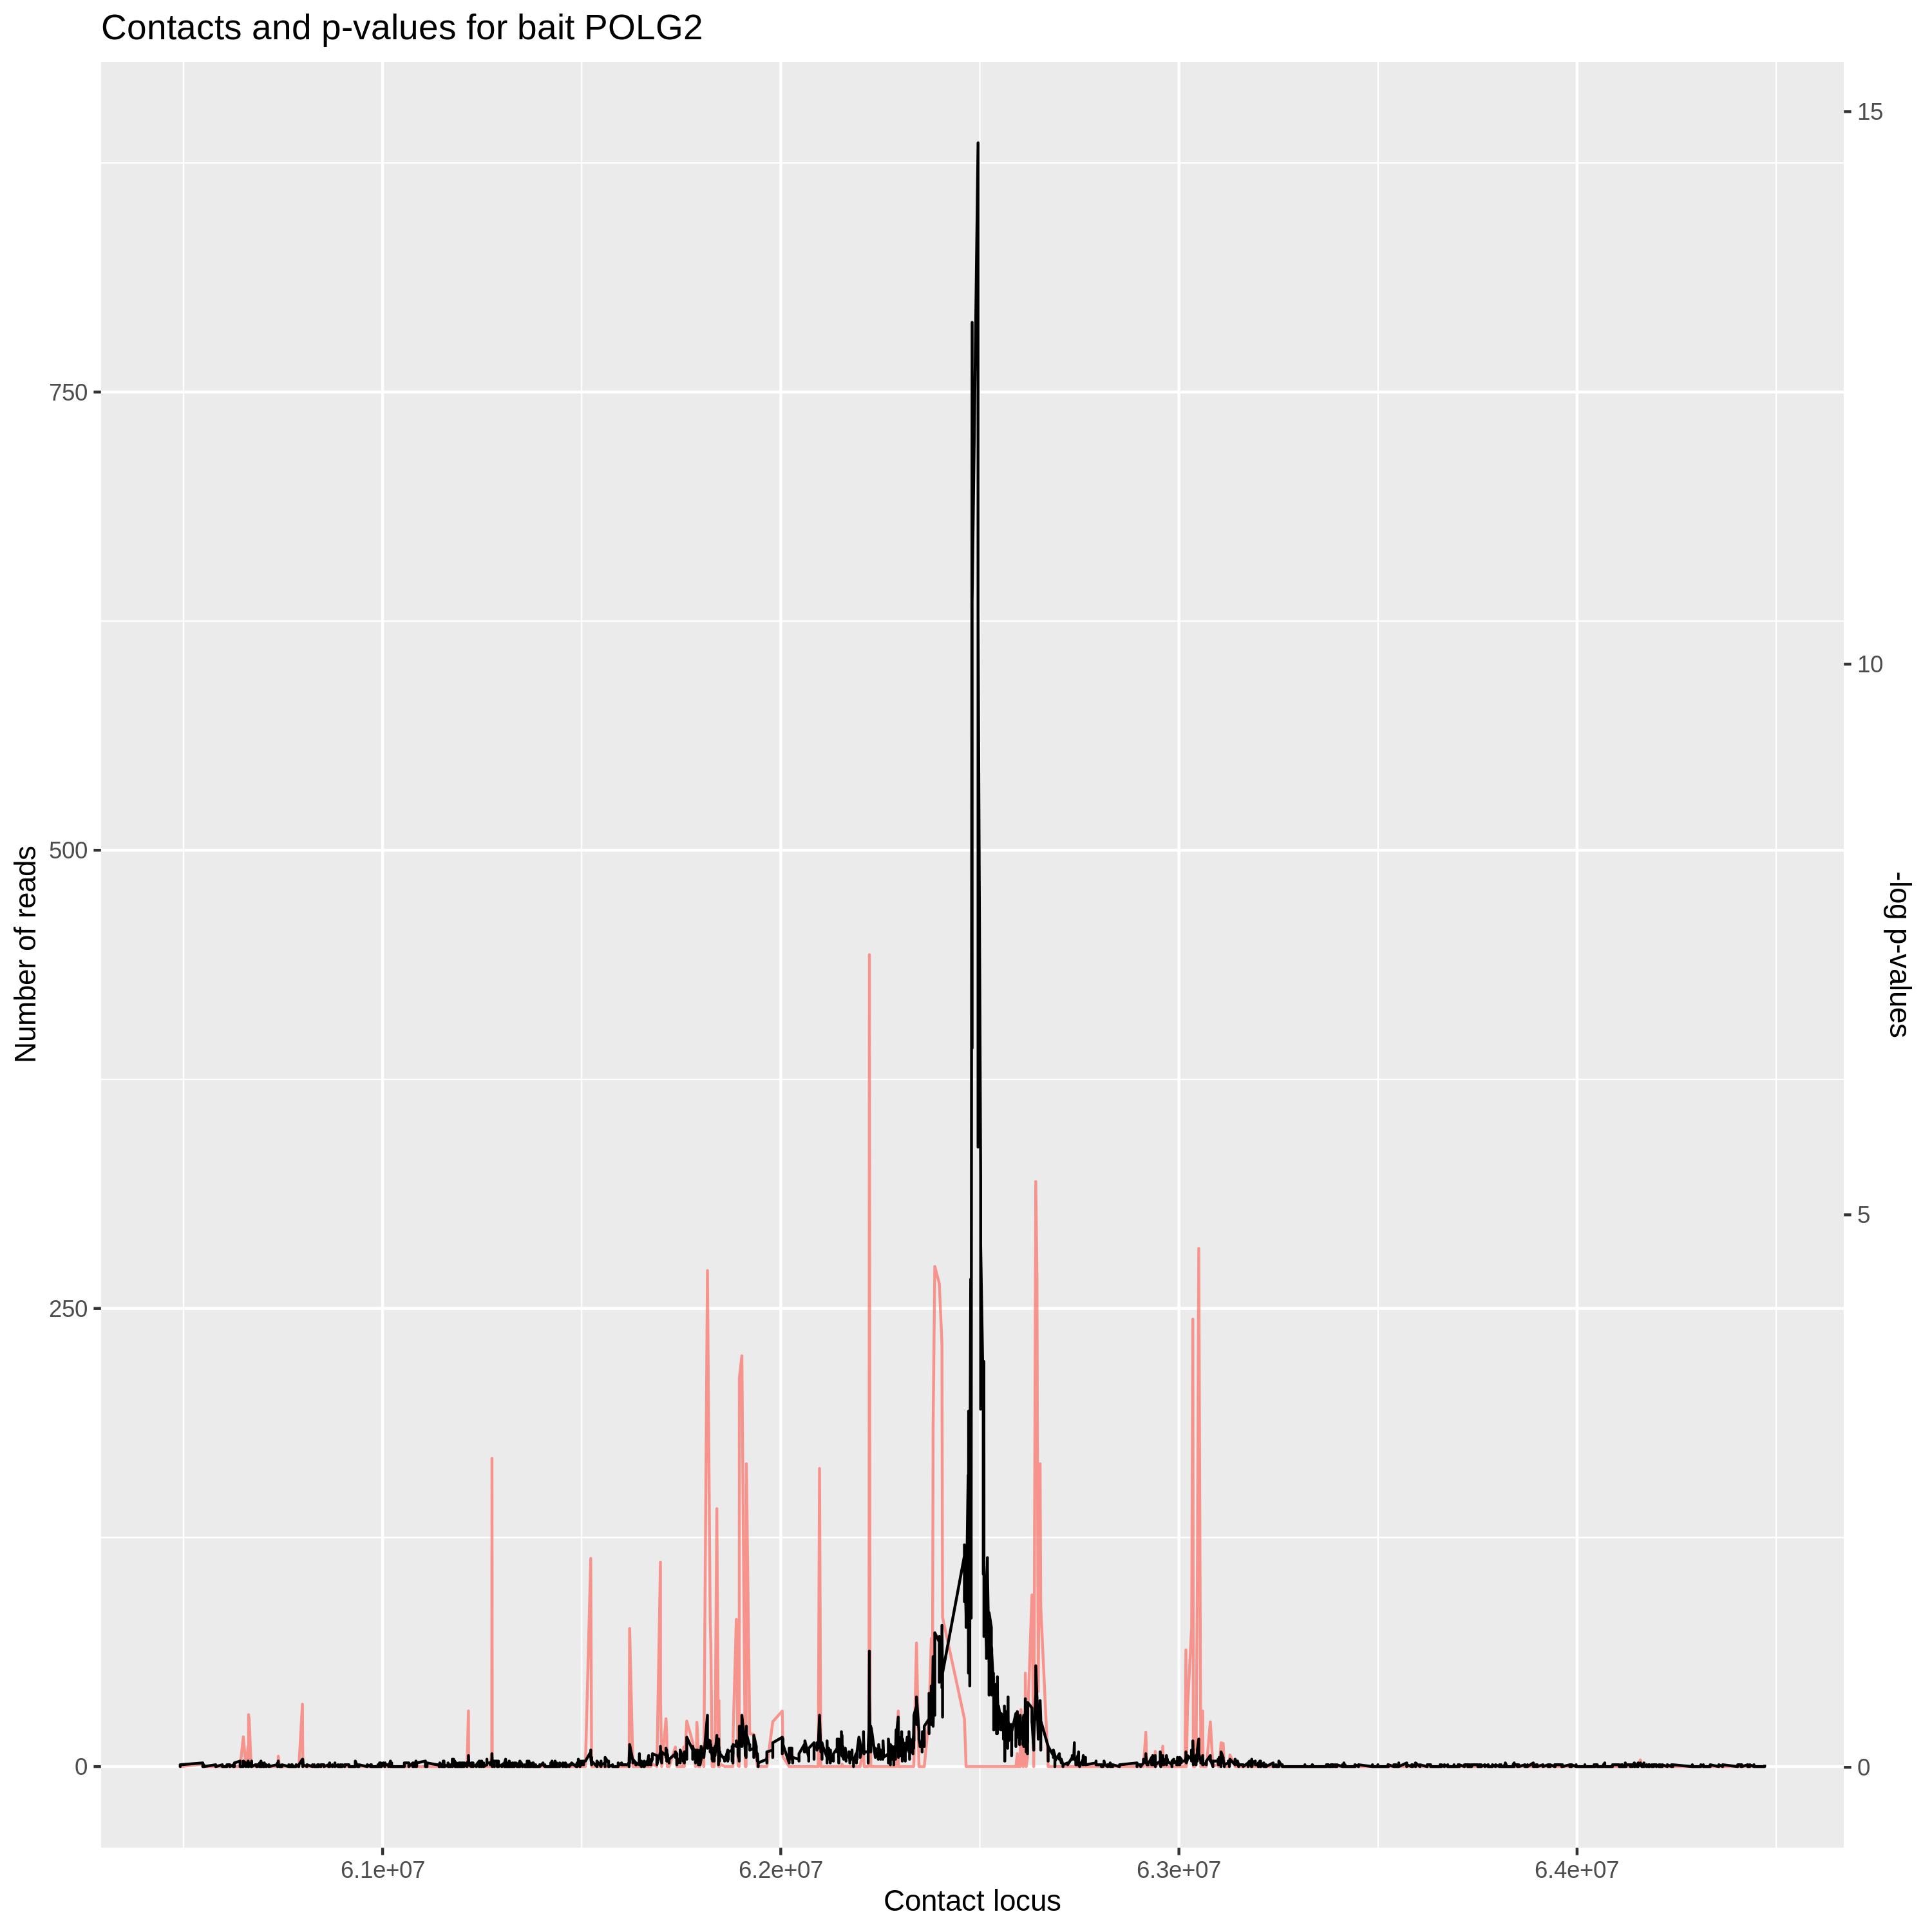 Contacts and p-values for bait POLG2
15
750
10
500
Number of reads
-log p-values
5
250
0
0
6.1e+07
6.2e+07
6.3e+07
6.4e+07
Contact locus